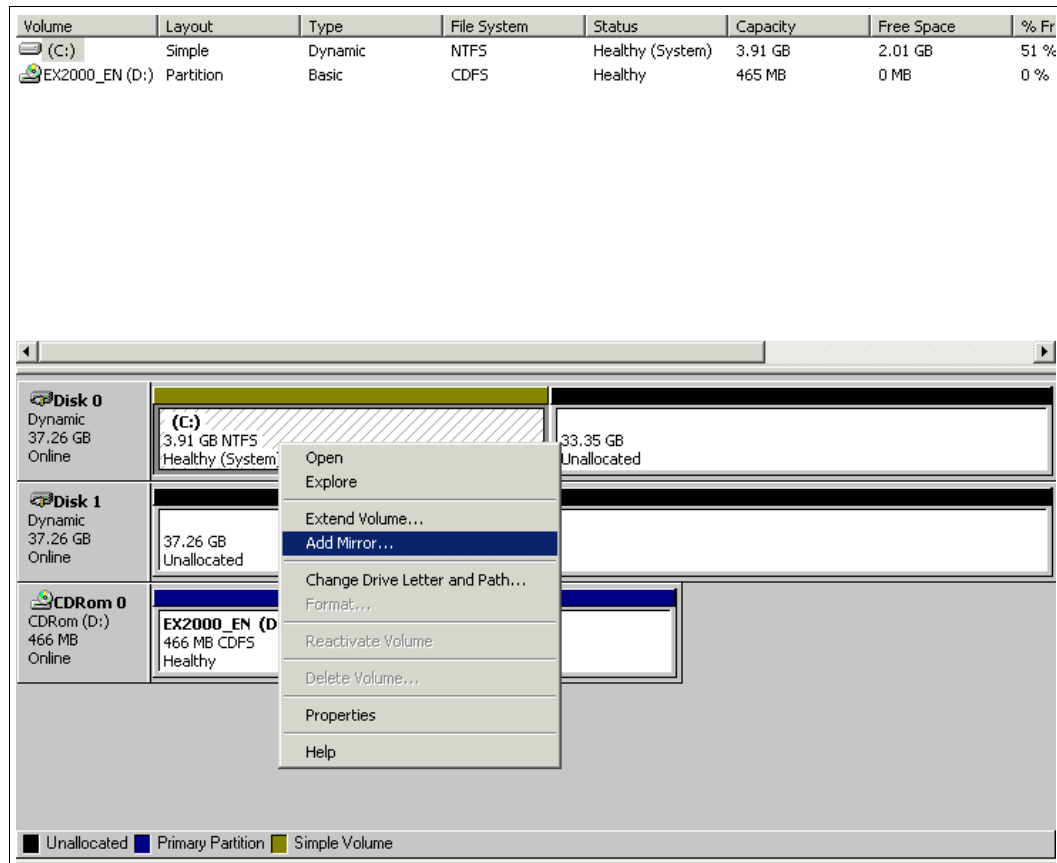 Volume Layout Type File System Status Capacity Free Space % Fr
(C:) Simple Dynamic NTFS Healthy (System) 3.91 GB 2.01 GB 51 %
EX2000_EN (D:) Partition Basic CDFS Healthy 465 MB 0 MB 0 %
Disk 0
Dynamic
37.26 GB
Online
(C:)
3.91 GB NTFS
Healthy (System)
33.35 GB
Unallocated
Disk 1
Dynamic
37.26 GB
Online
37.26 GB
Unallocated
CDRom 0
CDRom (D:)
466 MB
Online
EX2000_EN (D
466 MB CDFS
Healthy
Open
Explore
Extend Volume...
Add Mirror...
Change Drive Letter and Path...
Format...
Reactivate Volume
Delete Volume...
Properties
Help
Unallocated Primary Partition Simple Volume